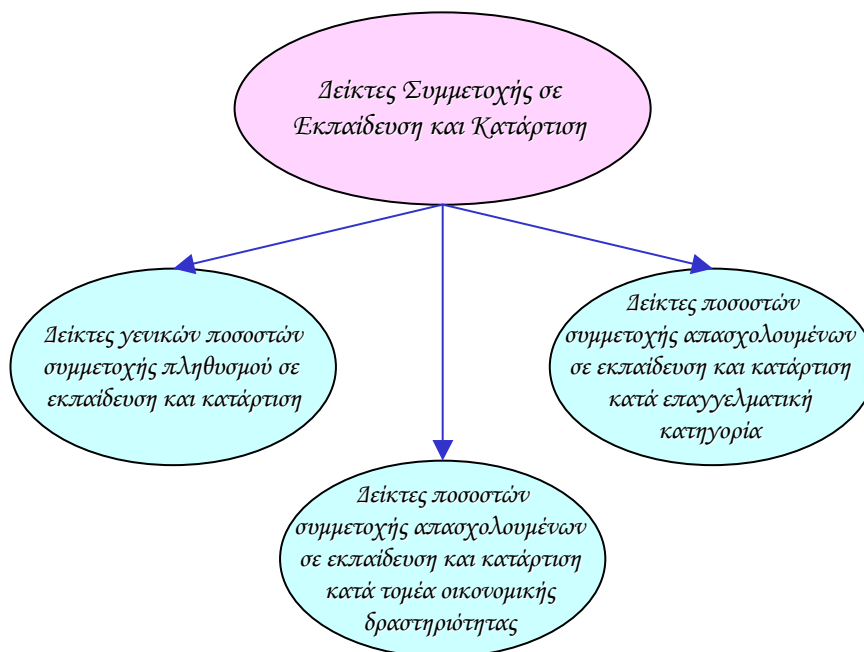 Δείκτες Συμμετοχής σε
Εκπαίδευση και Κατάρτιση
Δείκτες γενικών ποσοστών
συμμετοχής πληθυσμού σε
εκπαίδευση και κατάρτιση
Δείκτες ποσοστών
συμμετοχής απασχολουμένων
σε εκπαίδευση και κατάρτιση
κατά επαγγελματική
κατηγορία
Δείκτες ποσοστών
συμμετοχής απασχολουμένων
σε εκπαίδευση και κατάρτιση
κατά τομέα οικονομικής
δραστηριότητας